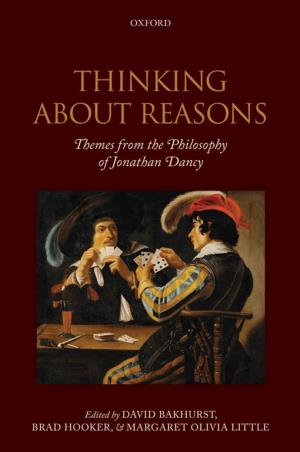 OXFORD
THINKING
ABOUT REASONS
Themes from the Philosophy
of Jonathan Dancy
Edited by DAVID BAKHURST,
BRAD HOOKER, & MARGARET OLIVIA LITTLE